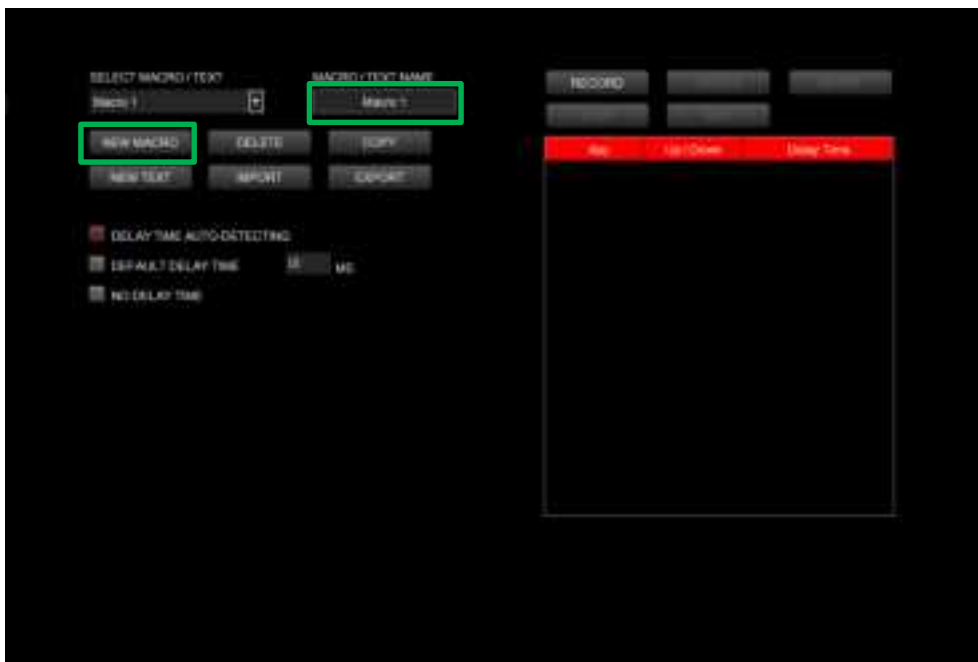 SELECT MACRO / TEXT
MACRO / TEXT NAME
Macro 1
Macro 1
NEW MACRO
DELETE
COPY
NEW TEXT
IMPORT
EXPORT
DELAY TIME AUTO-DETECTING
DEFAULT DELAY TIME
MS
NO DELAY TIME
RECORD
Key
Up / Down
Delay Time